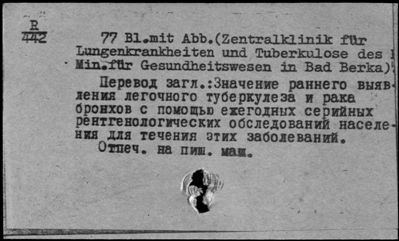 R
442
77 Bl.mit Abb.(Zentralklinik für
Lungenkrankheiten und Tuberkulose des
Min.für Gesundheitswesen in Bad Berka)
Перевод загл.:Значение раннего выяв-
ления легочного туберкулеза и рака
бронхов с помощью ежегодных серийных
рентгенологических обследований населе-
ния для течения этих заболеваний.
Отпеч. на пиш. маш.